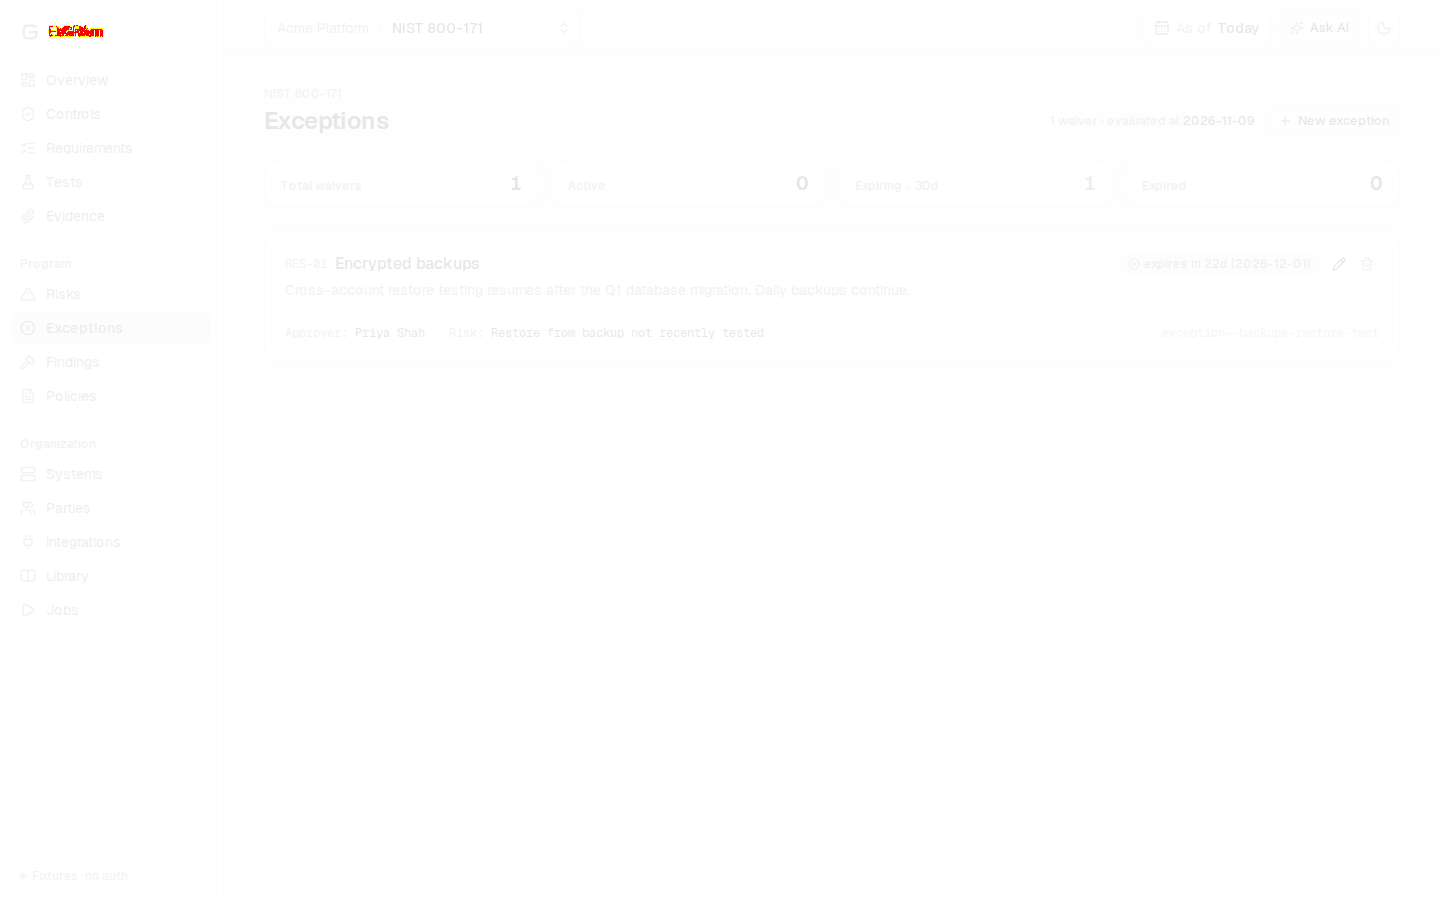 G
Acme Platform / NIST 800-171
As of Today
Ask AI
Overview
Controls
Requirements
Tests
Evidence
Program
Risks
Exceptions
Findings
Policies
Organization
Systems
Parties
Integrations
Library
Jobs
Fixtures · no auth
NIST 800-171
Exceptions
1 waiver · evaluated at 2026-11-09
New exception
Total waivers 1
Active 0
Expiring ≤ 30d 1
Expired 0
RES-01 Encrypted backups
expires in 22d (2026-12-01)
Cross-account restore testing resumes after the Q1 database migration. Daily backups continue.
Approver: Priya Shah Risk: Restore from backup not recently tested
exception--backups-restore-test